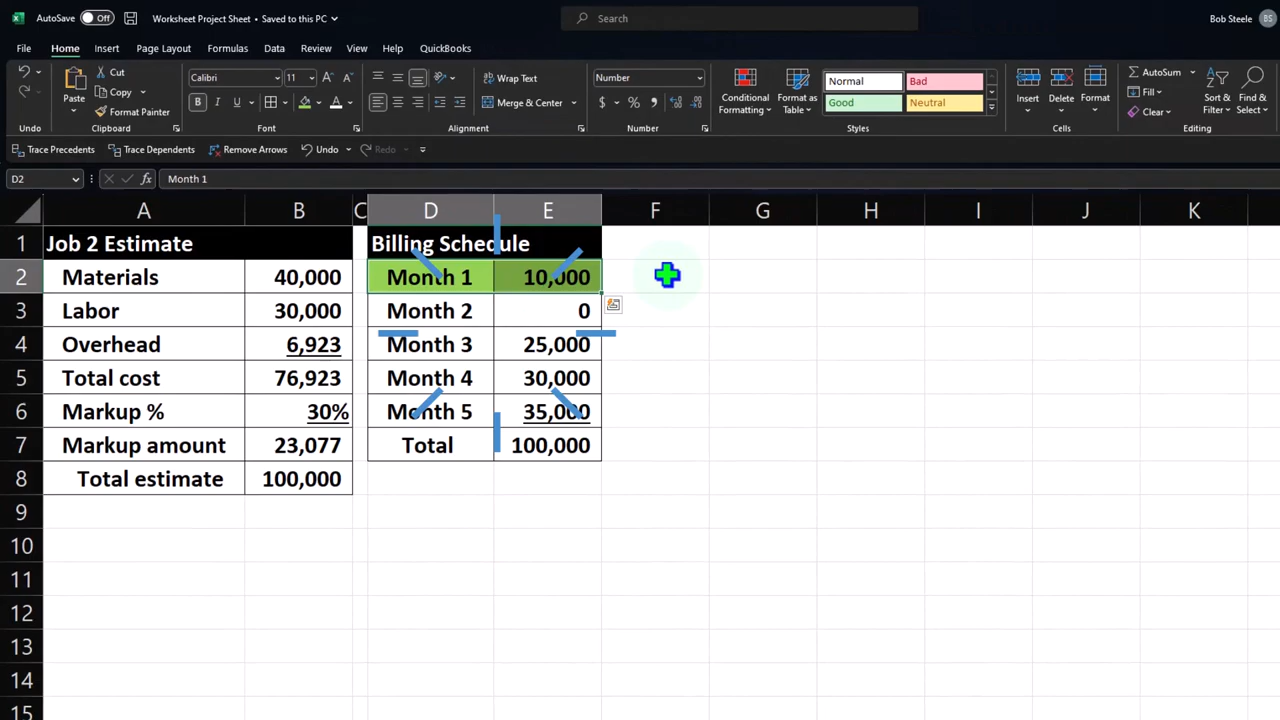 AutoSave Off Worksheet Project Sheet • Saved to this PC Search Bob Steele BS
File Home Insert Page Layout Formulas Data Review View Help QuickBooks
Cut Calibri 11 Wrap Text Number Normal Bad AutoSum
Paste Copy B I U Merge & Center $ % Conditional Formatting Format as Table Good Neutral Insert Delete Format Fill Sort & Filter Find & Select
Format Painter Clear
Undo Clipboard Font Alignment Number Styles Cells Editing
Trace Precedents Trace Dependents Remove Arrows Undo Redo
D2 fx Month 1
A B C D E F G H I J K
1 Job 2 Estimate Billing Schedule
2 Materials 40,000 Month 1 10,000
3 Labor 30,000 Month 2 0
4 Overhead 6,923 Month 3 25,000
5 Total cost 76,923 Month 4 30,000
6 Markup % 30% Month 5 35,000
7 Markup amount 23,077 Total 100,000
8 Total estimate 100,000
9
10
11
12
13
14
15